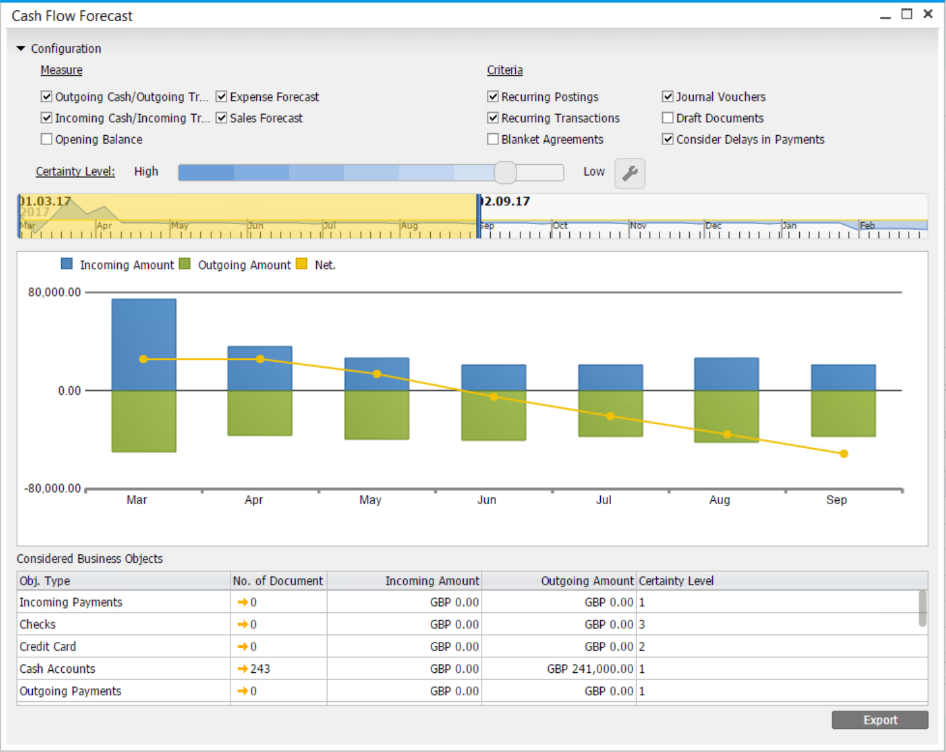 Cash Flow Forecast
Configuration
Measure
Criteria
Outgoing Cash/Outgoing Tr... Expense Forecast
Recurring Postings Journal Vouchers
Incoming Cash/Incoming Tr... Sales Forecast
Recurring Transactions Draft Documents
Opening Balance
Blanket Agreements Consider Delays in Payments
Certainty Level: High Low
01.03.17 02.09.17
2017
Mar Apr May Jun Jul Aug Sep Oct Nov Dec Jan Feb
Incoming Amount Outgoing Amount Net.
80,000.00
0.00
-80,000.00
Mar Apr May Jun Jul Aug Sep
Considered Business Objects
Obj. Type No. of Document Incoming Amount Outgoing Amount Certainty Level
Incoming Payments 0 GBP 0.00 GBP 0.00 1
Checks 0 GBP 0.00 GBP 0.00 3
Credit Card 0 GBP 0.00 GBP 0.00 2
Cash Accounts 243 GBP 0.00 GBP 241,000.00 1
Outgoing Payments 0 GBP 0.00 GBP 0.00 1
Export